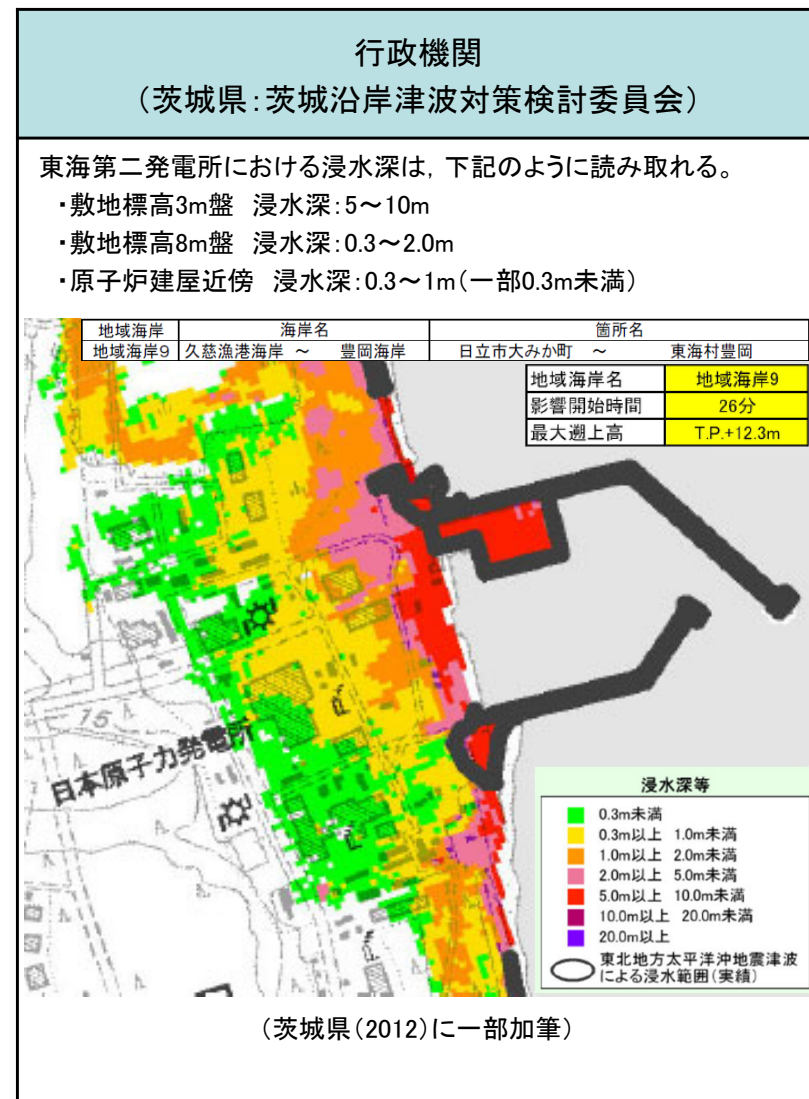 行政機関
（茨城県：茨城沿岸津波対策検討委員会）
東海第二発電所における浸水深は，下記のように読み取れる。
・敷地標高3m盤　浸水深：5～10m
・敷地標高8m盤　浸水深：0.3～2.0m
・原子炉建屋近傍　浸水深：0.3～1m（一部0.3m未満）
地域海岸　海岸名　箇所名
地域海岸9　久慈漁港海岸　～　豊岡海岸　日立市大みか町　～　東海村豊岡
地域海岸名　地域海岸9
影響開始時間　26分
最大遡上高　T.P.+12.3m
15
日本原子力発電所
浸水深等
0.3m未満
0.3m以上　1.0m未満
1.0m以上　2.0m未満
2.0m以上　5.0m未満
5.0m以上　10.0m未満
10.0m以上　20.0m未満
20.0m以上
東北地方太平洋沖地震津波
による浸水範囲（実績）
（茨城県（2012）に一部加筆）